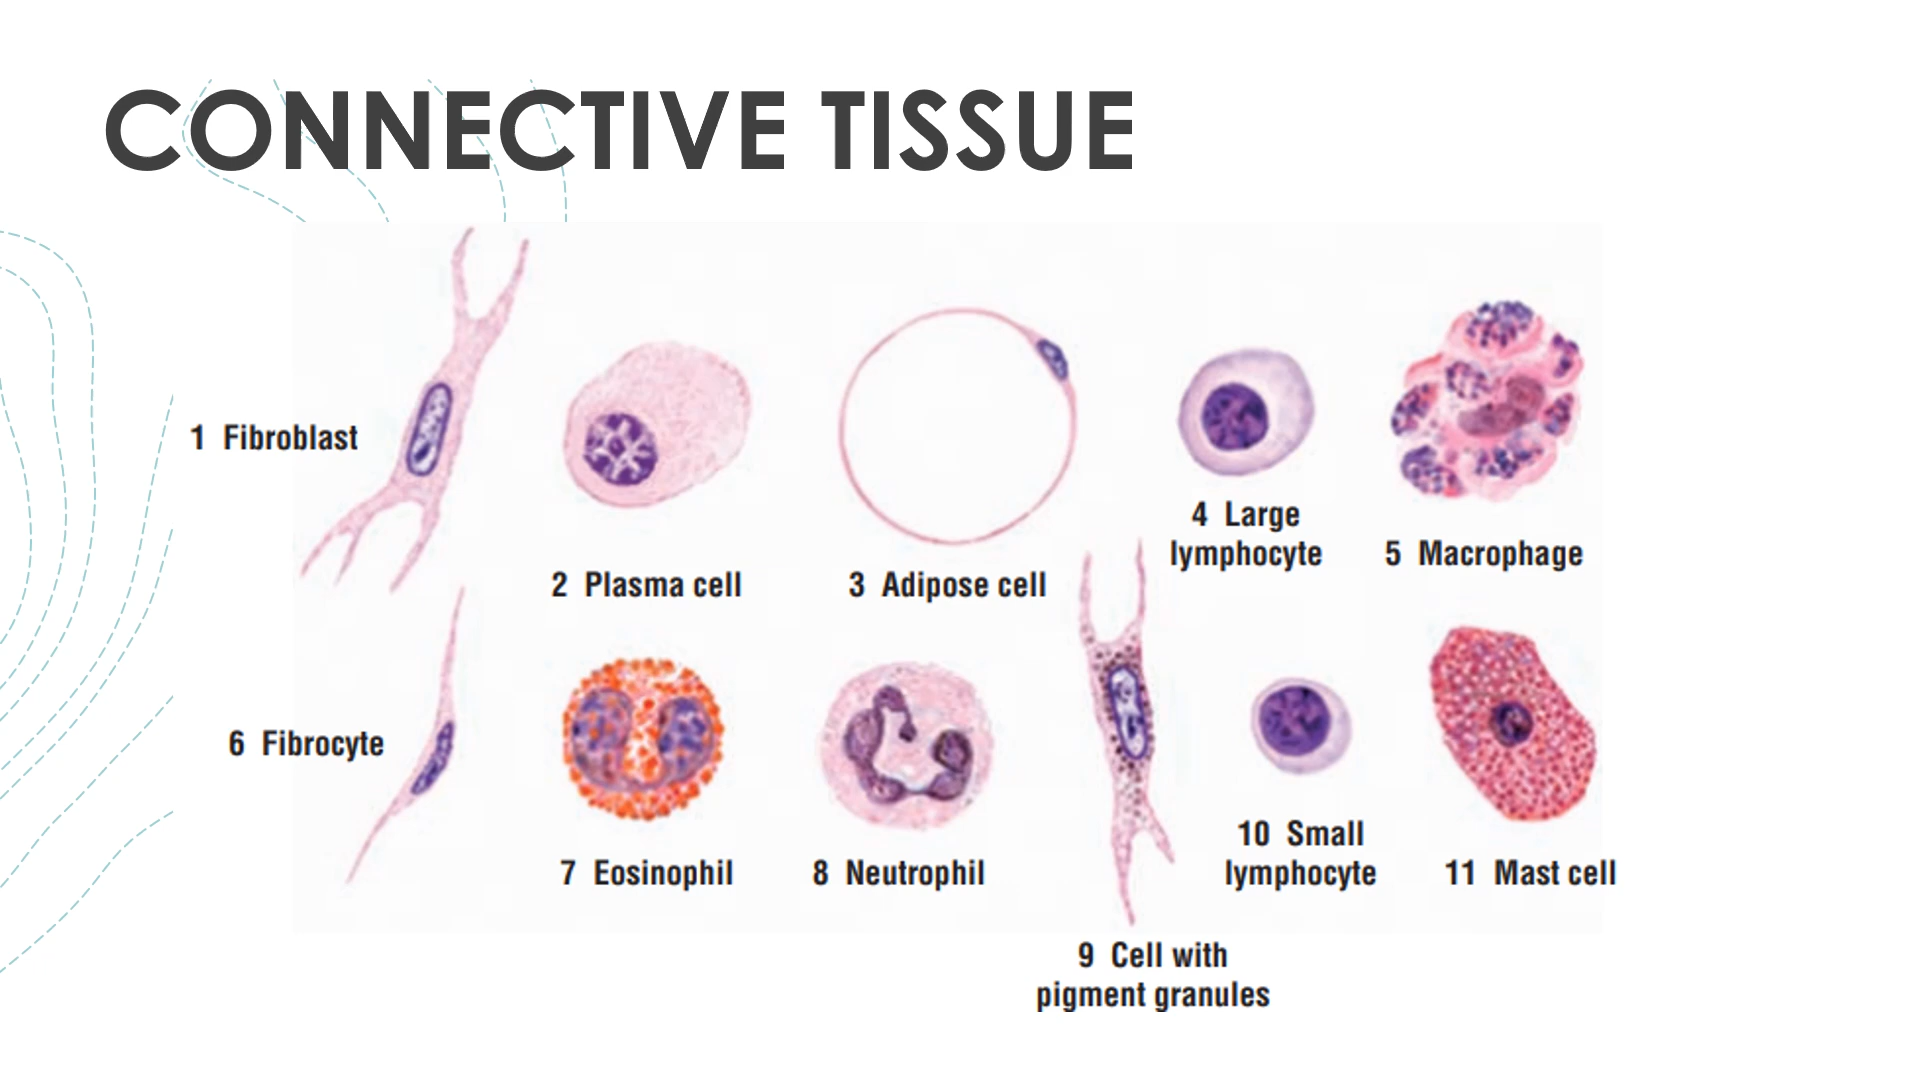 CONNECTIVE TISSUE
1 Fibroblast
2 Plasma cell
3 Adipose cell
4 Large
lymphocyte
5 Macrophage
6 Fibrocyte
7 Eosinophil
8 Neutrophil
9 Cell with
pigment granules
10 Small
lymphocyte
11 Mast cell